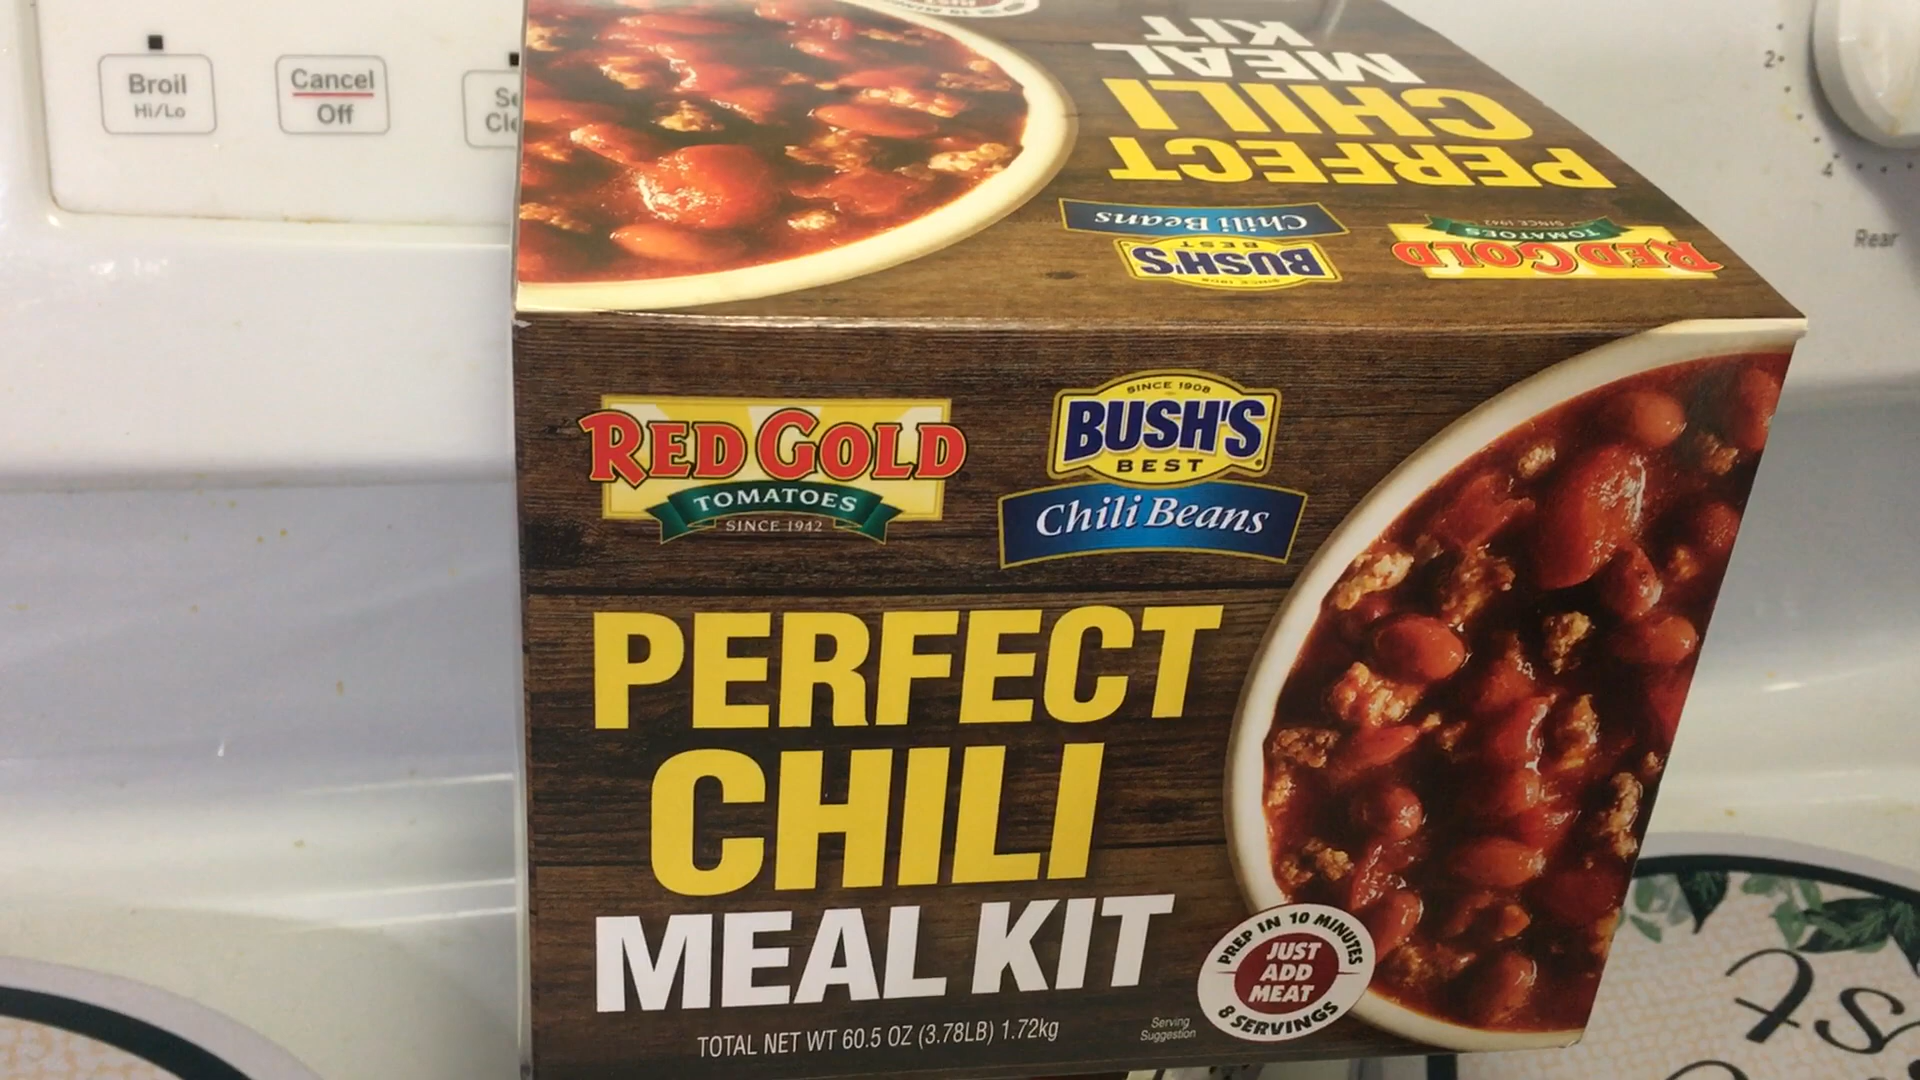 Broil
Hi/Lo
Cancel
Off
2
4
Rear
PERFECT
CHILI
MEAL
KIT
RED GOLD
TOMATOES
SINCE 1942
BUSH'S
BEST
Chili Beans
RED GOLD
TOMATOES
SINCE 1942
SINCE 1908
BUSH'S
BEST
Chili Beans
PERFECT
CHILI
MEAL KIT
PREP IN 10 MINUTES
JUST
ADD
MEAT
8 SERVINGS
TOTAL NET WT 60.5 OZ (3.78LB) 1.72kg
Serving
Suggestion